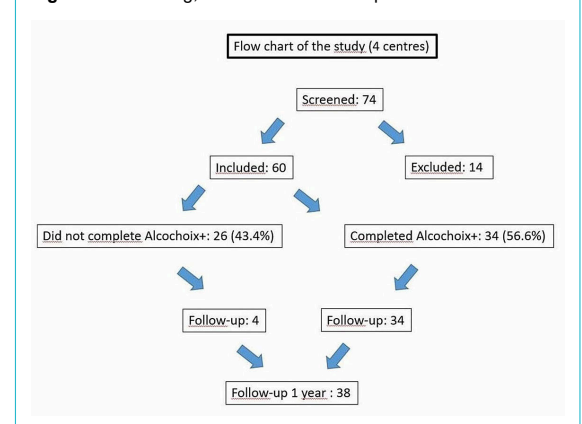 Flow chart of the study (4 centres)
Screened: 74
Included: 60
Excluded: 14
Did not complete Alcochoix+: 26 (43.4%)
Completed Alcochoix+: 34 (56.6%)
Follow-up: 4
Follow-up: 34
Follow-up 1 year : 38